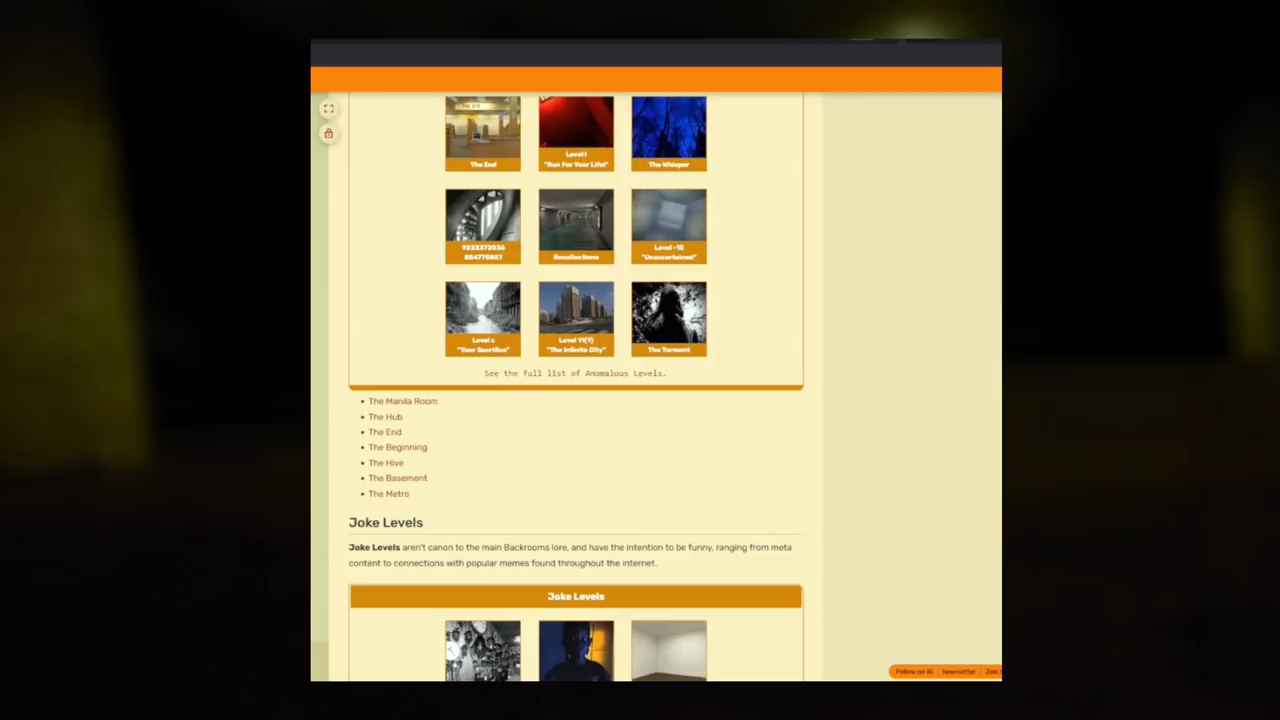 THE END
The End
Level !
"Run For Your Life!"
The Whisper
9223372036
854775807
Recollections
Level -15
"Unascertained"
"Your Sacrifice"
Level 11(?)
"The Infinite City"
The Torment
See the full list of Anomalous Levels.
• The Manila Room
• The Hub
• The End
• The Beginning
• The Hive
• The Basement
• The Metro
Joke Levels
Joke Levels aren't canon to the main Backrooms lore, and have the intention to be funny, ranging from meta
content to connections with popular memes found throughout the internet.
Joke Levels
Follow on IG
Newsletter
Join